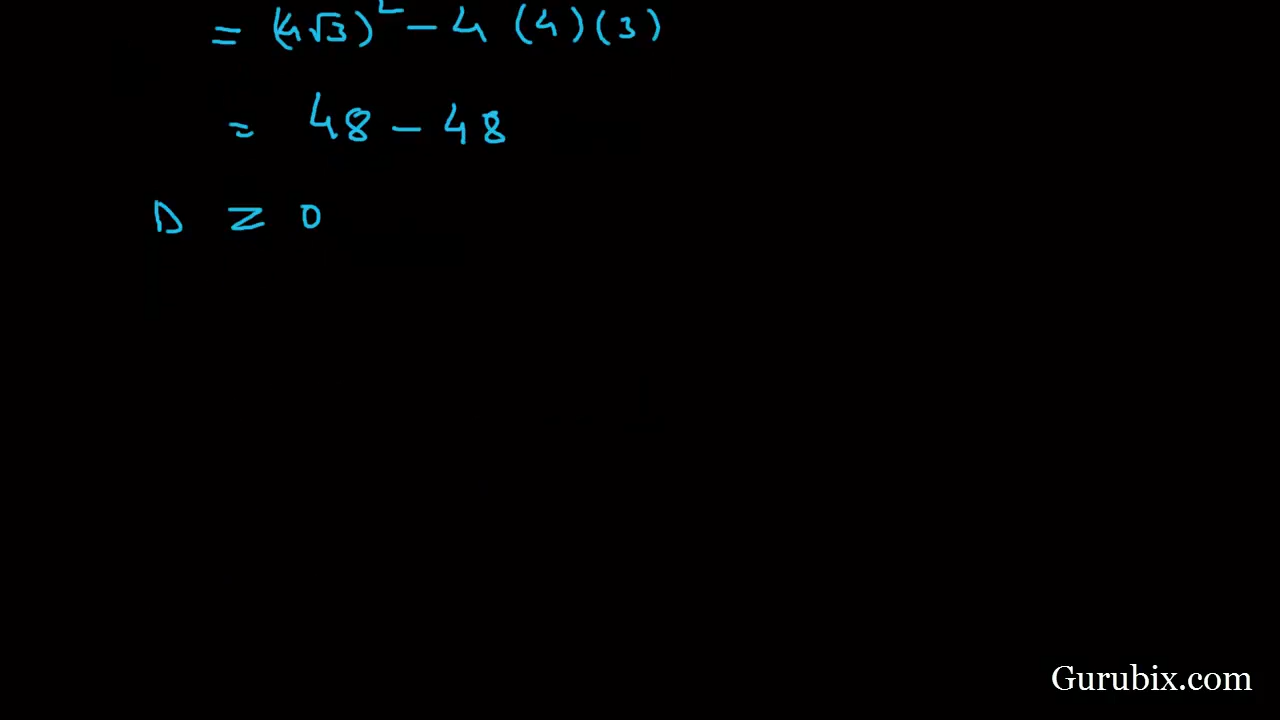 = (4√3)² - 4 (4) (3)
= 48 - 48
D = 0
Gurubix.com